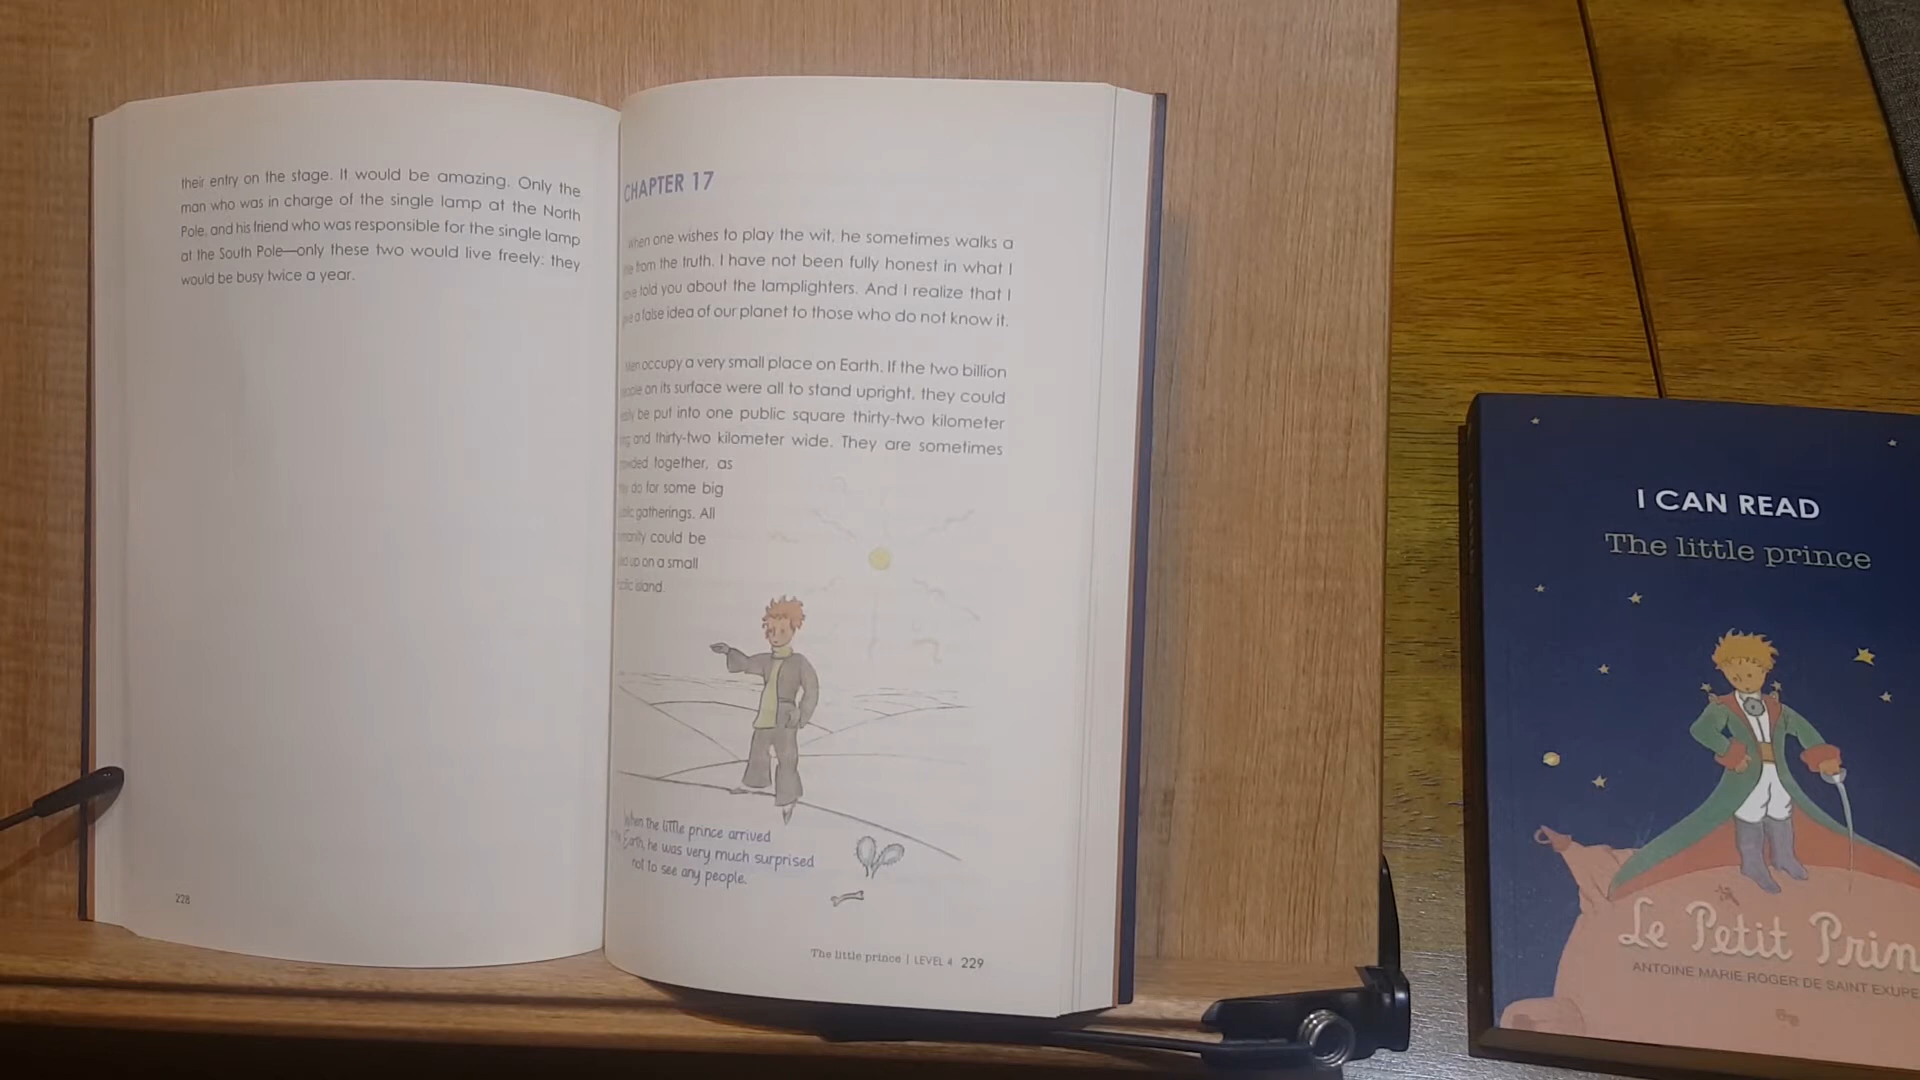 their entry on the stage. It would be amazing. Only the
man who was in charge of the single lamp at the North
Pole, and his friend who was responsible for the single lamp
at the South Pole—only these two would live freely: they
would be busy twice a year.
228
CHAPTER 17
When one wishes to play the wit, he sometimes walks a
from the truth. I have not been fully honest in what I
told you about the lamplighters. And I realize that I
a false idea of our planet to those who do not know it.
Men occupy a very small place on Earth. If the two billion
people on its surface were all to stand upright, they could
easily be put into one public square thirty-two kilometer
and thirty-two kilometer wide. They are sometimes
together, as
do for some big
gatherings. All
could be
up on a small
island.
When the little prince arrived
Earth, he was very much surprised
not to see any people.
The little prince | LEVEL 4 229
I CAN READ
The little prince
Le Petit Prin
ANTOINE MARIE ROGER DE SAINT EXUPE